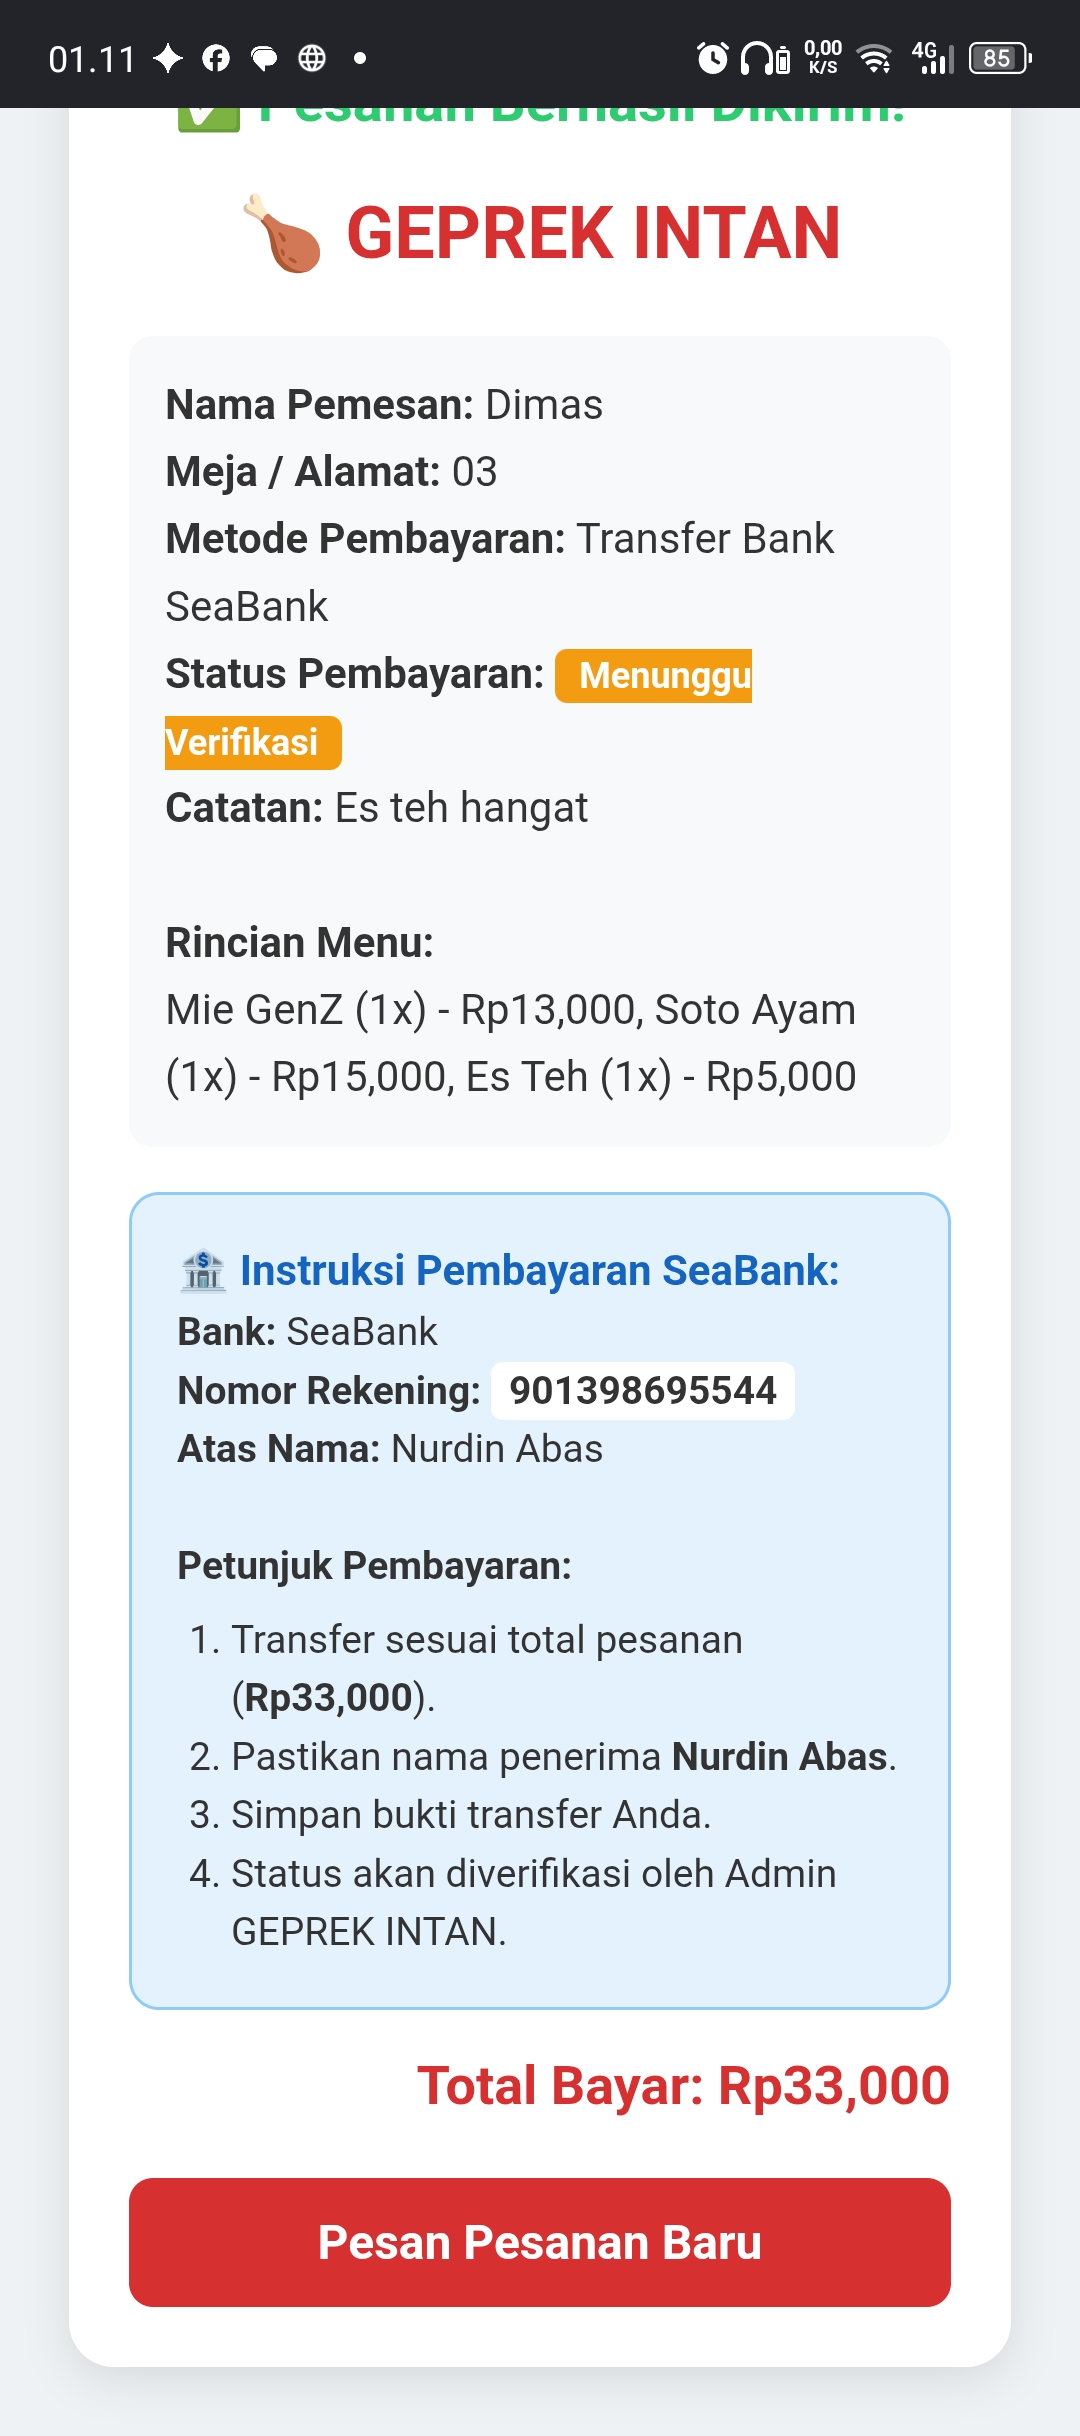 01.11
0,00
K/S
4G
85
Pesanan Berhasil Dikirim!
GEPREK INTAN
Nama Pemesan: Dimas
Meja / Alamat: 03
Metode Pembayaran: Transfer Bank
SeaBank
Status Pembayaran: Menunggu
Verifikasi
Catatan: Es teh hangat
Rincian Menu:
Mie GenZ (1x) - Rp13,000, Soto Ayam
(1x) - Rp15,000, Es Teh (1x) - Rp5,000
Instruksi Pembayaran SeaBank:
Bank: SeaBank
Nomor Rekening: 901398695544
Atas Nama: Nurdin Abas
Petunjuk Pembayaran:
1. Transfer sesuai total pesanan
(Rp33,000).
2. Pastikan nama penerima Nurdin Abas.
3. Simpan bukti transfer Anda.
4. Status akan diverifikasi oleh Admin
GEPREK INTAN.
Total Bayar: Rp33,000
Pesan Pesanan Baru